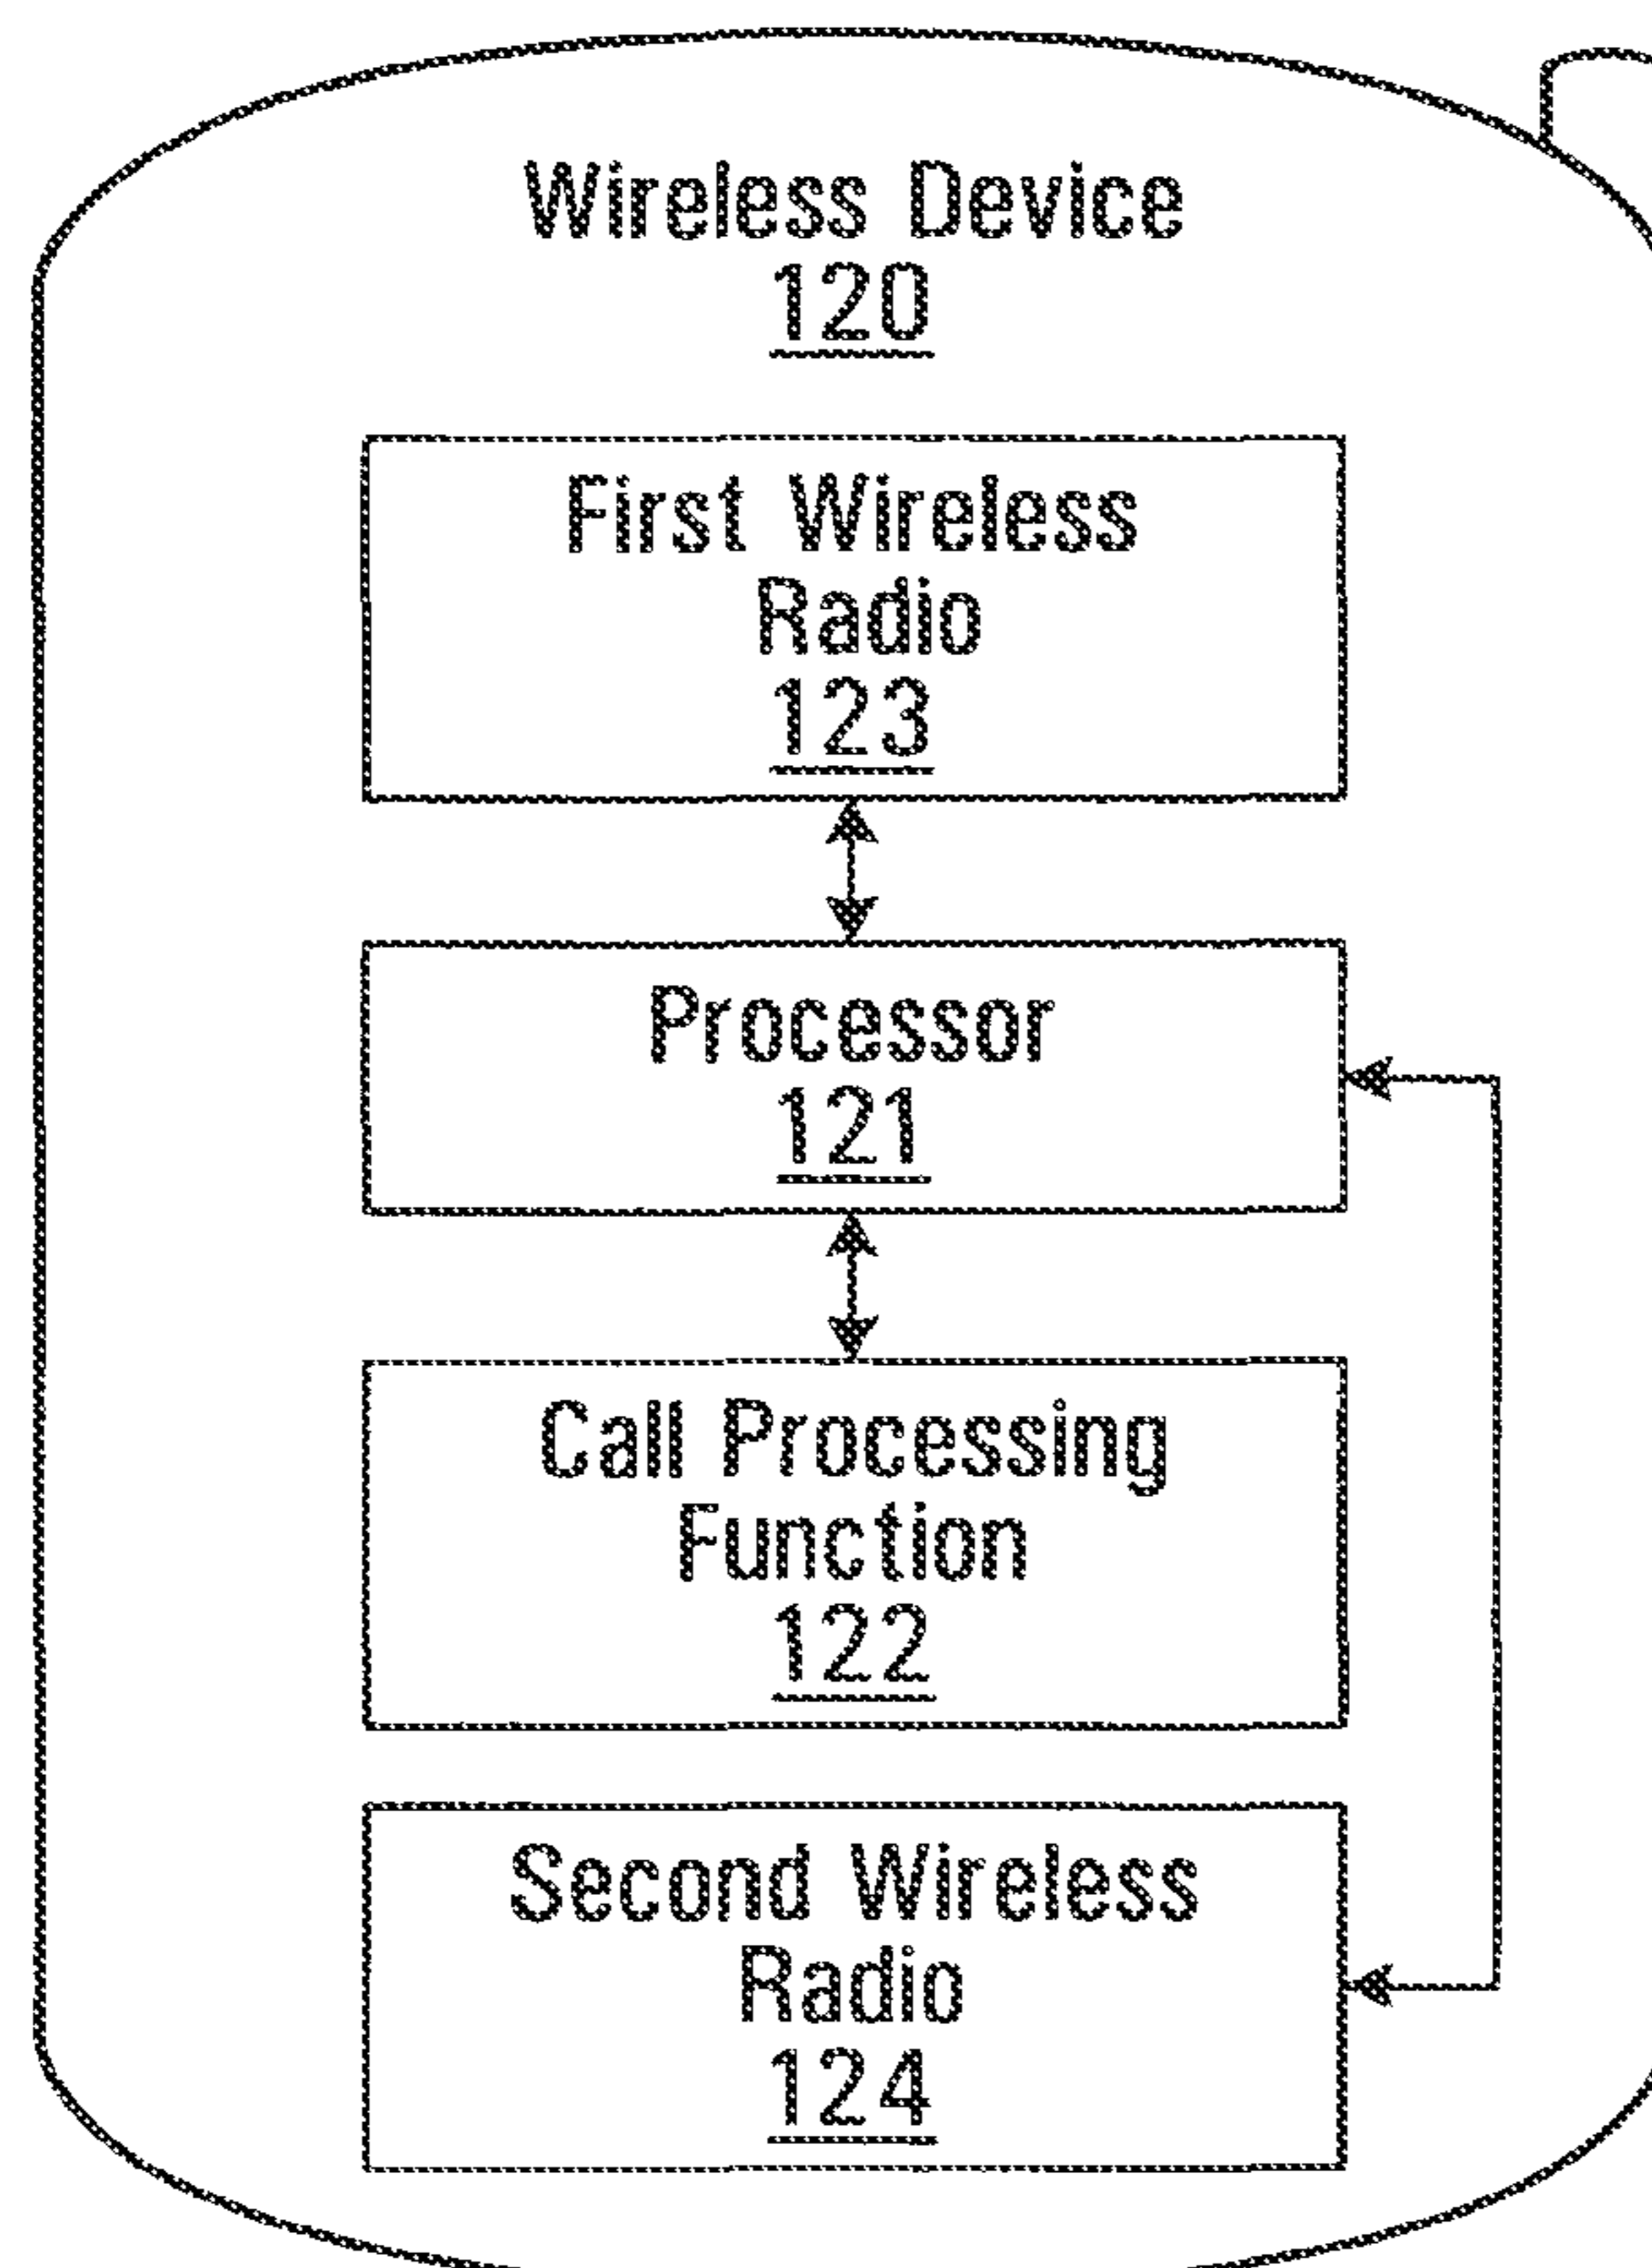 Wireless Device
120
First Wireless
Radio
123
Processor
121
Call Processing
Function
122
Second Wireless
Radio
124